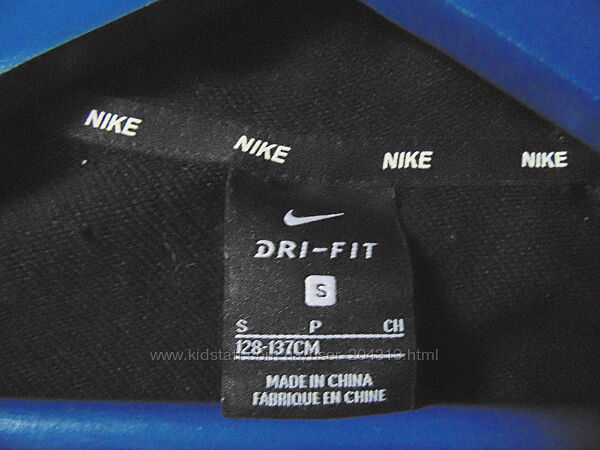 NIKE NIKE NIKE NIKE
DRI-FIT
S
S P CH
128-137CM
MADE IN CHINA
FABRIQUE EN CHINE